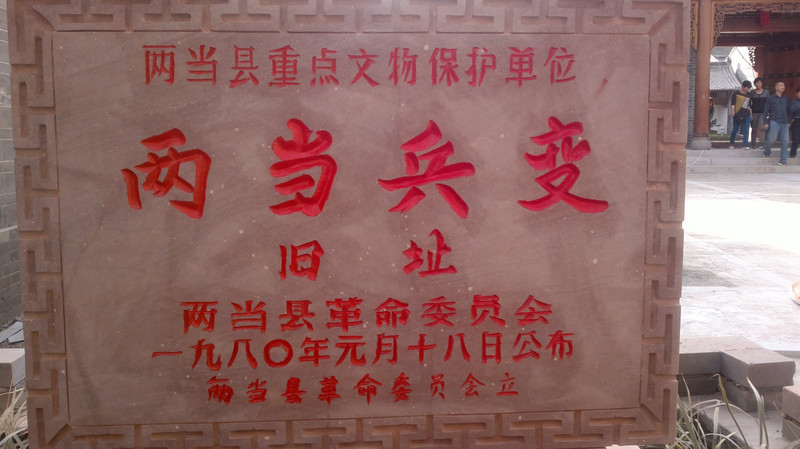 两当县重点文物保护单位
两当兵变
旧址
两当县革命委员会
一九八〇年元月十八日公布
两当县革命委员会立